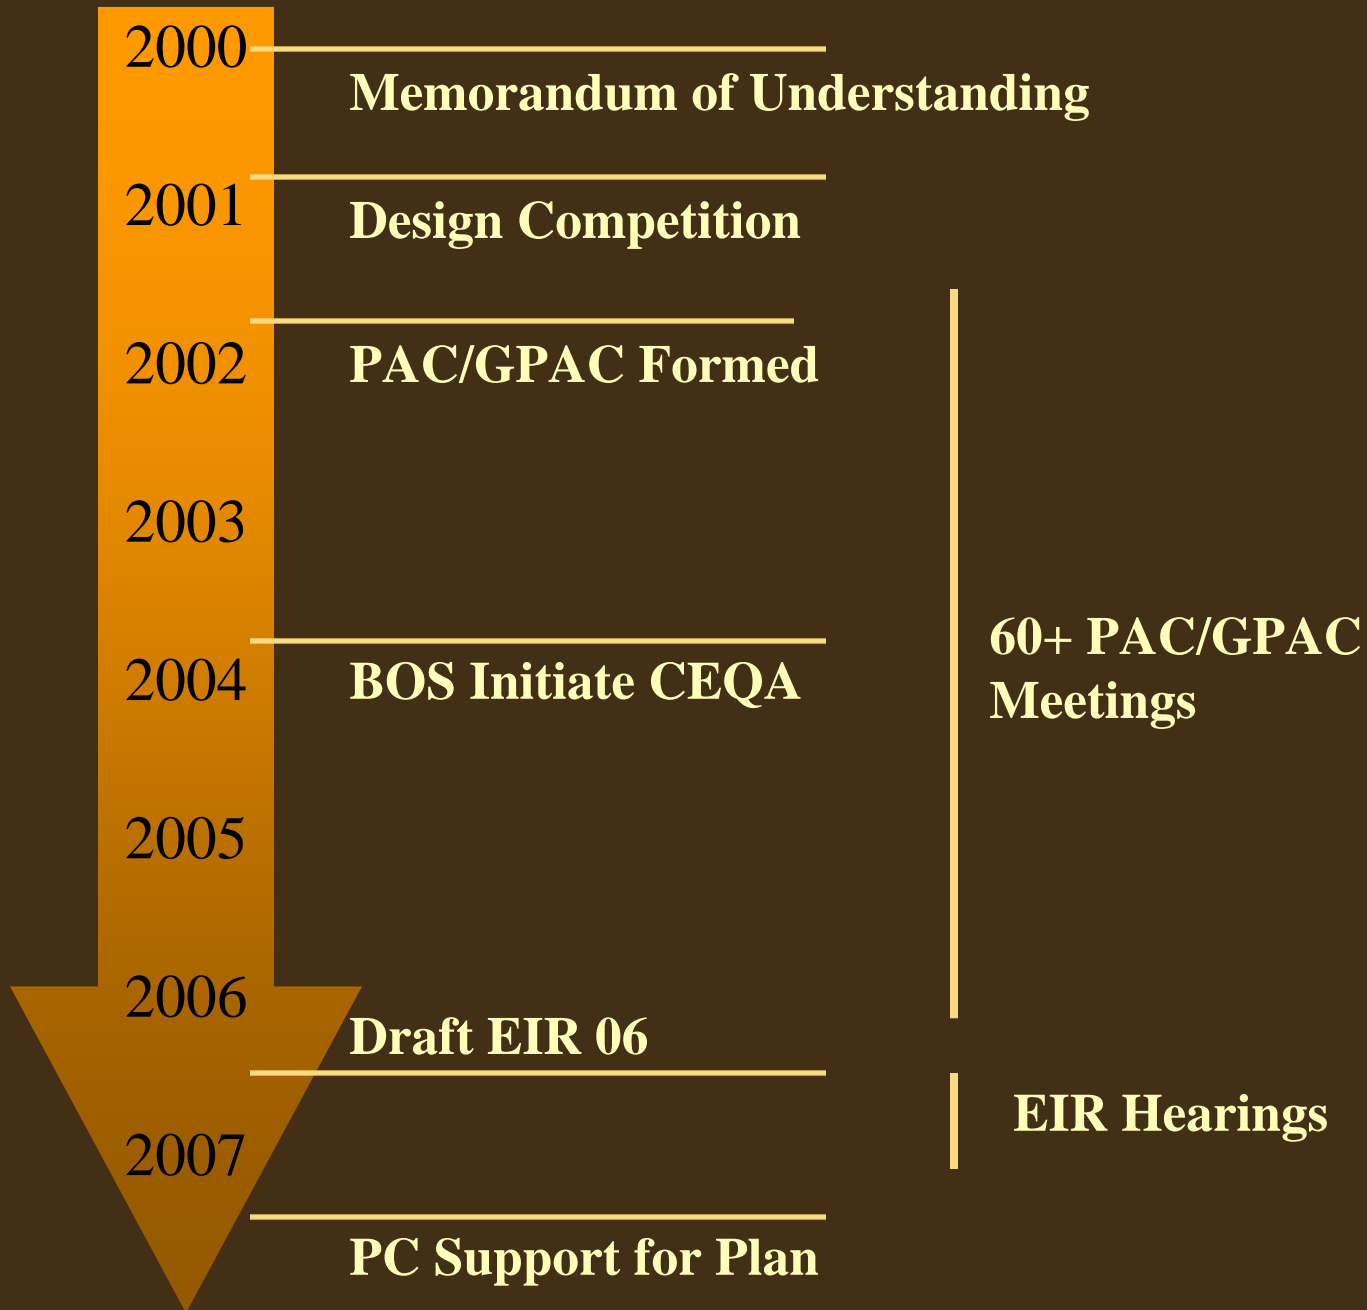 2000
Memorandum of Understanding
2001
Design Competition
2002
PAC/GPAC Formed
2003
60+ PAC/GPAC
Meetings
2004
BOS Initiate CEQA
2005
2006
Draft EIR 06
EIR Hearings
2007
PC Support for Plan